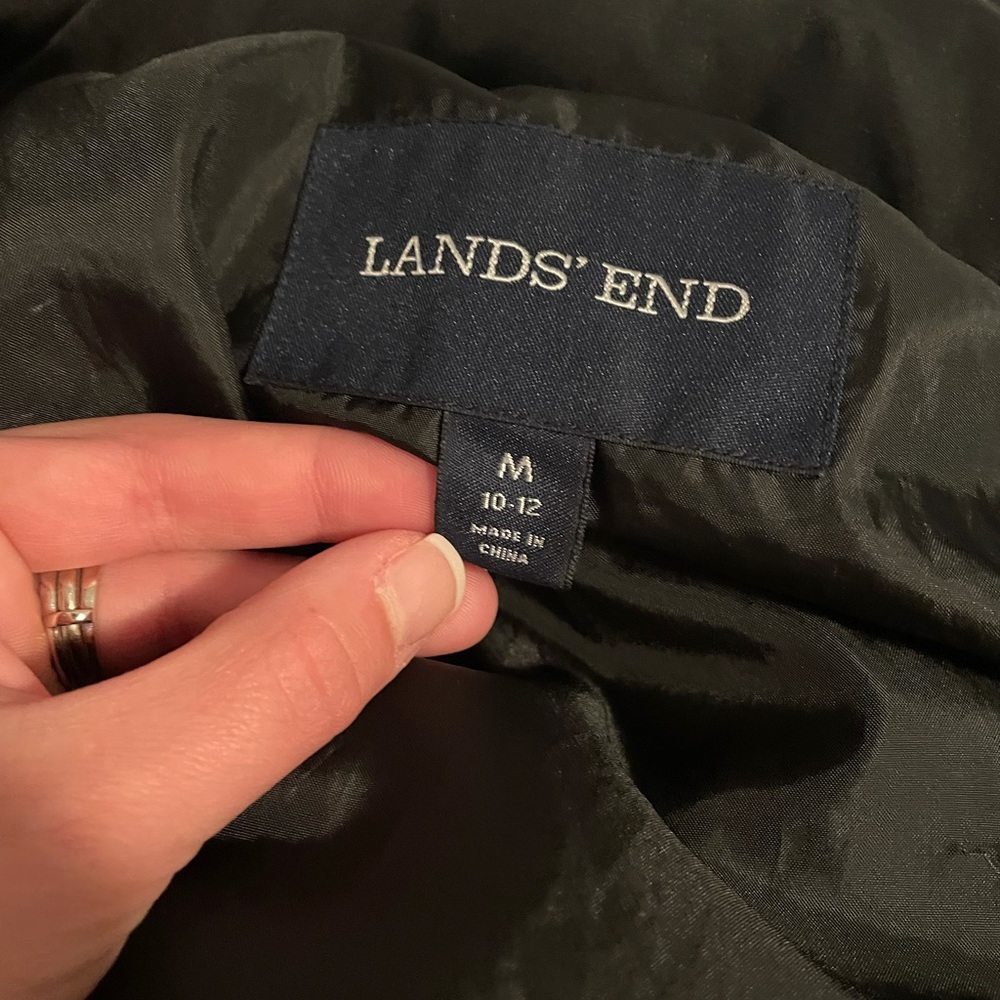 LANDS' END
M
10-12
MADE IN
CHINA